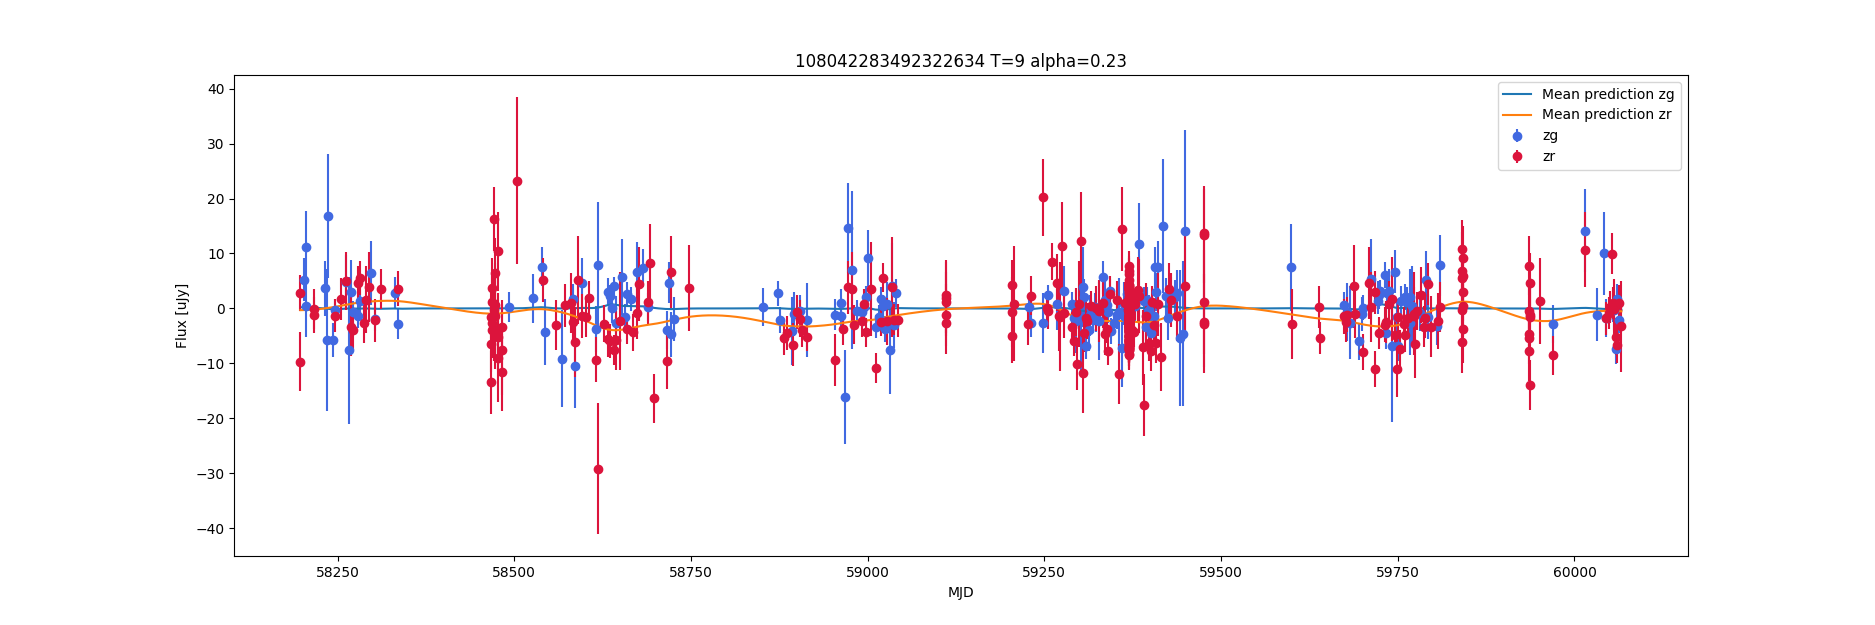 108042283492322634 T=9 alpha=0.23
Mean prediction zg
Mean prediction zr
zg
zr
Flux [uJy]
40
30
20
10
0
−10
−20
−30
−40
58250 58500 58750 59000 59250 59500 59750 60000
MJD